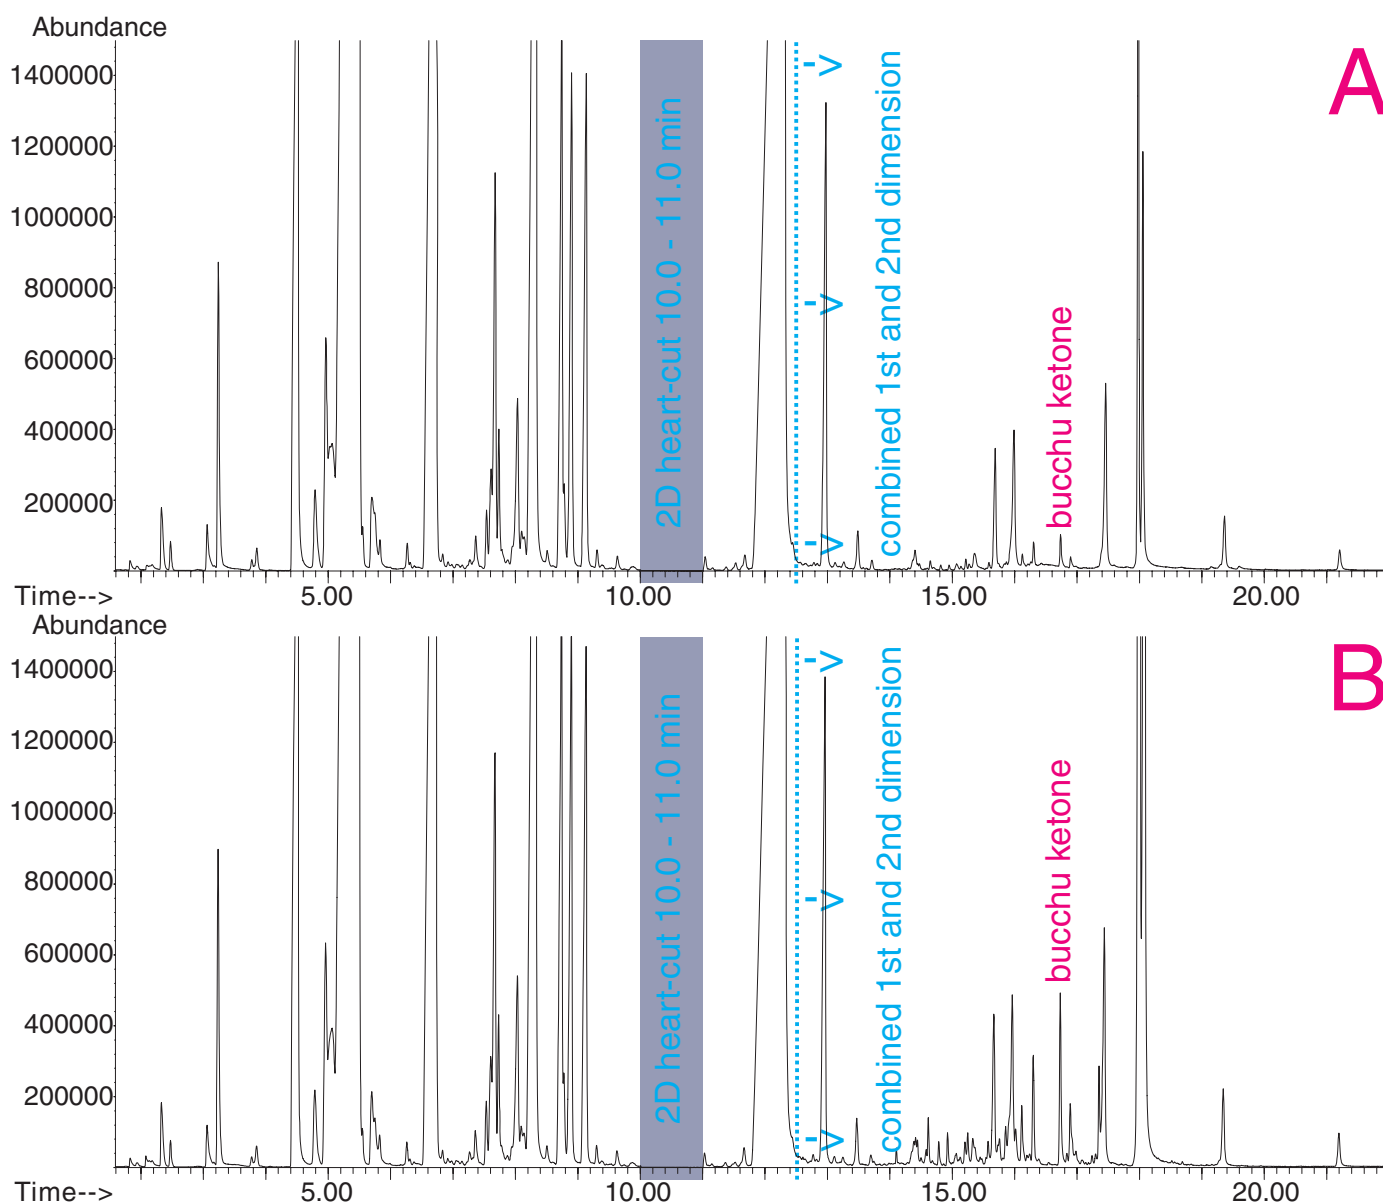 Abundance
1400000
1200000
1000000
800000
600000
400000
200000
Time-->
5.00
10.00
15.00
20.00
2D heart-cut 10.0 - 11.0 min
combined 1st and 2nd dimension
bucchu ketone
A
Abundance
1400000
1200000
1000000
800000
600000
400000
200000
Time-->
5.00
10.00
15.00
20.00
2D heart-cut 10.0 - 11.0 min
combined 1st and 2nd dimension
bucchu ketone
B